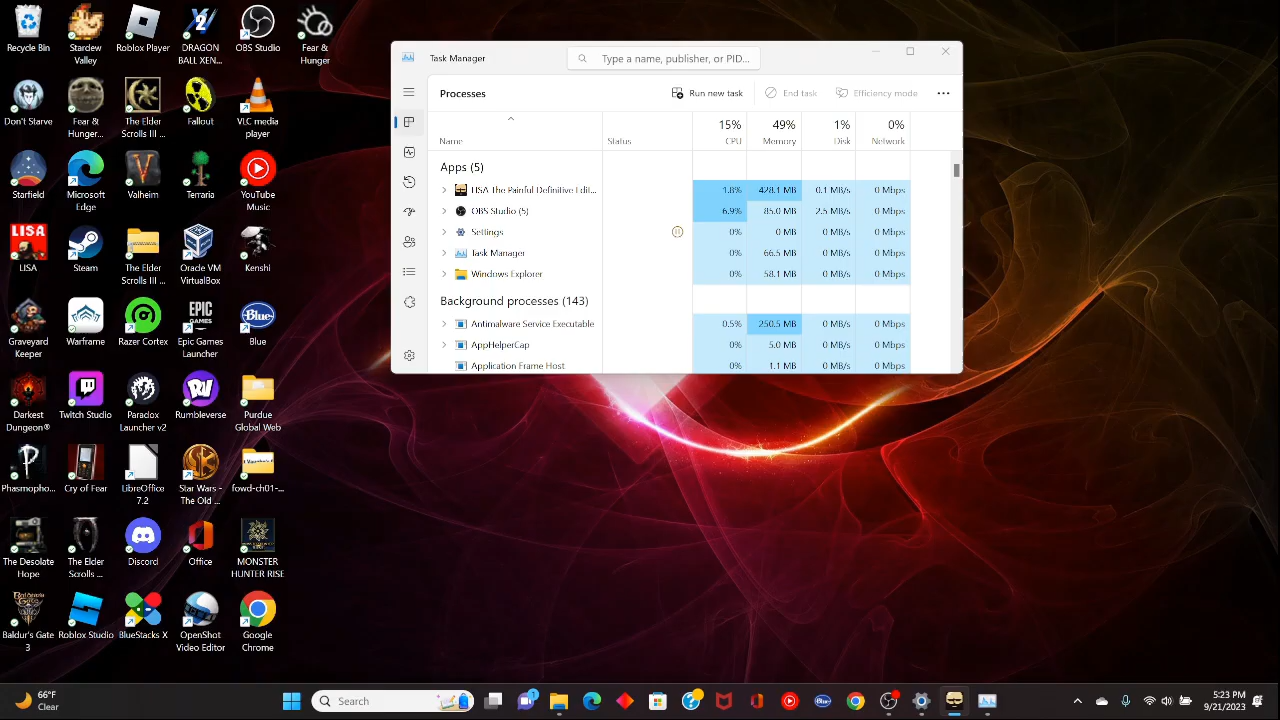 Recycle Bin
Stardew
Valley
Roblox Player
DRAGON
BALL XEN...
OBS Studio
Fear &
Hunger
Don't Starve
Fear &
Hunger...
The Elder
Scrolls III ...
Fallout
VLC media
player
Starfield
Microsoft
Edge
Valheim
Terraria
YouTube
Music
LISA
LISA
Steam
The Elder
Scrolls III ...
Oracle VM
VirtualBox
Kenshi
Graveyard
Keeper
Warframe
Razer Cortex
EPIC
GAMES
Epic Games
Launcher
Blue
Blue
Darkest
Dungeon®
Twitch Studio
Paradox
Launcher v2
Rumbleverse
Purdue
Global Web
Phasmopho...
Cry of Fear
LibreOffice
7.2
Star Wars -
The Old ...
fowd-ch01-...
The Desolate
Hope
The Elder
Scrolls ...
Discord
Office
MONSTER
HUNTER RISE
Baldur's Gate
3
Roblox Studio
BlueStacks X
OpenShot
Video Editor
Google
Chrome
Task Manager
Type a name, publisher, or PID...
Processes
Run new task
End task
Efficiency mode
Name
Status
15%
CPU
49%
Memory
1%
Disk
0%
Network
Apps (5)
LISA The Painful Definitive Edit... 1.8% 428.1 MB 0.1 MB/s 0 Mbps
OBS Studio (5) 6.9% 85.0 MB 2.5 MB/s 0 Mbps
Settings 0% 0 MB 0 MB/s 0 Mbps
Task Manager 0% 66.5 MB 0 MB/s 0 Mbps
Windows Explorer 0% 58.1 MB 0 MB/s 0 Mbps
Background processes (143)
Antimalware Service Executable 0.5% 250.5 MB 0 MB/s 0 Mbps
AppHelperCap 0% 5.0 MB 0 MB/s 0 Mbps
Application Frame Host 0% 1.1 MB 0 MB/s 0 Mbps
66°F
Clear
Search
1
Blue
5:23 PM
9/21/2023